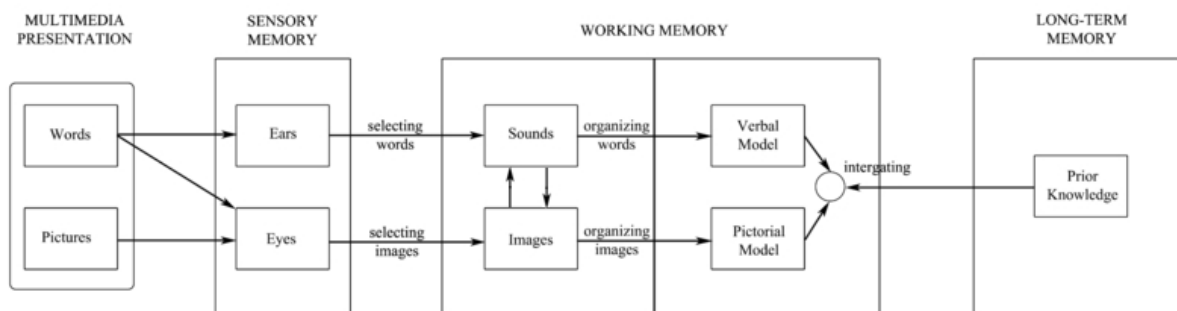 MULTIMEDIA
PRESENTATION
SENSORY
MEMORY
WORKING MEMORY
LONG-TERM
MEMORY
Words
Ears
selecting
words
Sounds
organizing
words
Verbal
Model
intergating
Prior
Knowledge
Pictures
Eyes
selecting
images
Images
organizing
images
Pictorial
Model